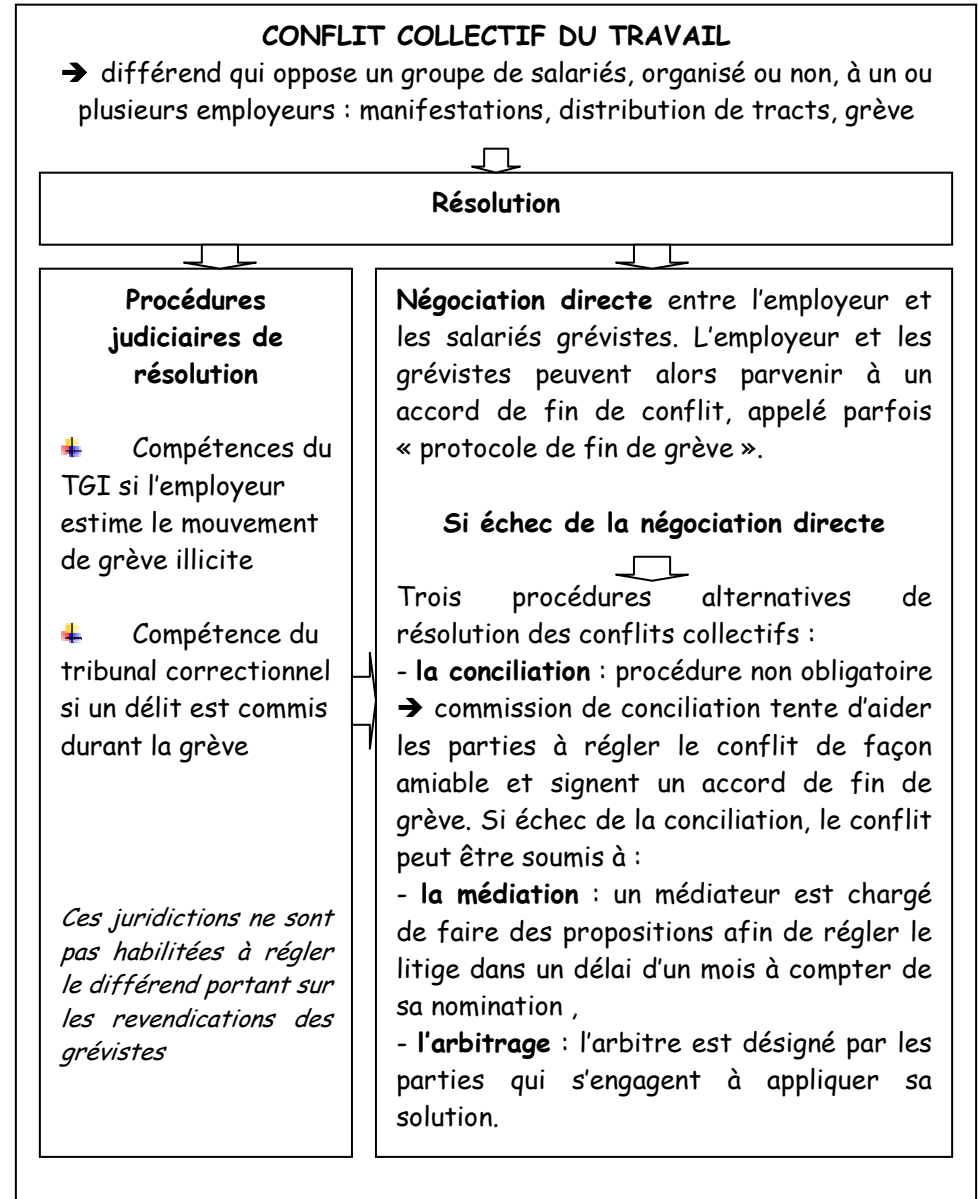 CONFLIT COLLECTIF DU TRAVAIL
➔ différend qui oppose un groupe de salariés, organisé ou non, à un ou
plusieurs employeurs : manifestations, distribution de tracts, grève
Résolution
Procédures
judiciaires de
résolution
Compétences du
TGI si l'employeur
estime le mouvement
de grève illicite
Compétence du
tribunal correctionnel
si un délit est commis
durant la grève
Ces juridictions ne sont
pas habilitées à régler
le différend portant sur
les revendications des
grévistes
Négociation directe entre l'employeur et
les salariés grévistes. L'employeur et les
grévistes peuvent alors parvenir à un
accord de fin de conflit, appelé parfois
« protocole de fin de grève ».
Si échec de la négociation directe
Trois procédures alternatives de
résolution des conflits collectifs :
- la conciliation : procédure non obligatoire
➔ commission de conciliation tente d'aider
les parties à régler le conflit de façon
amiable et signent un accord de fin de
grève. Si échec de la conciliation, le conflit
peut être soumis à :
- la médiation : un médiateur est chargé
de faire des propositions afin de régler le
litige dans un délai d'un mois à compter de
sa nomination ,
- l'arbitrage : l'arbitre est désigné par les
parties qui s'engagent à appliquer sa
solution.